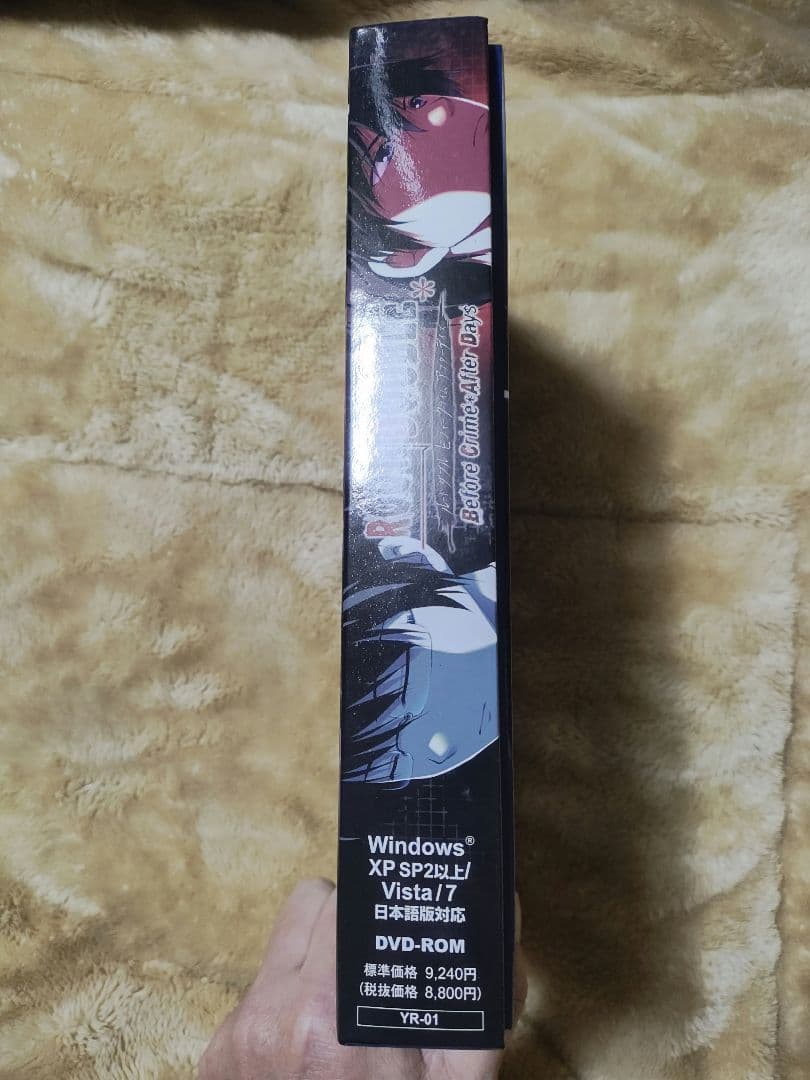 Before Crime*After Days
Windows®
XP SP2以上/
Vista/7
日本語版対応
DVD-ROM
標準価格 9,240円
(税抜価格 8,800円)
YR-01